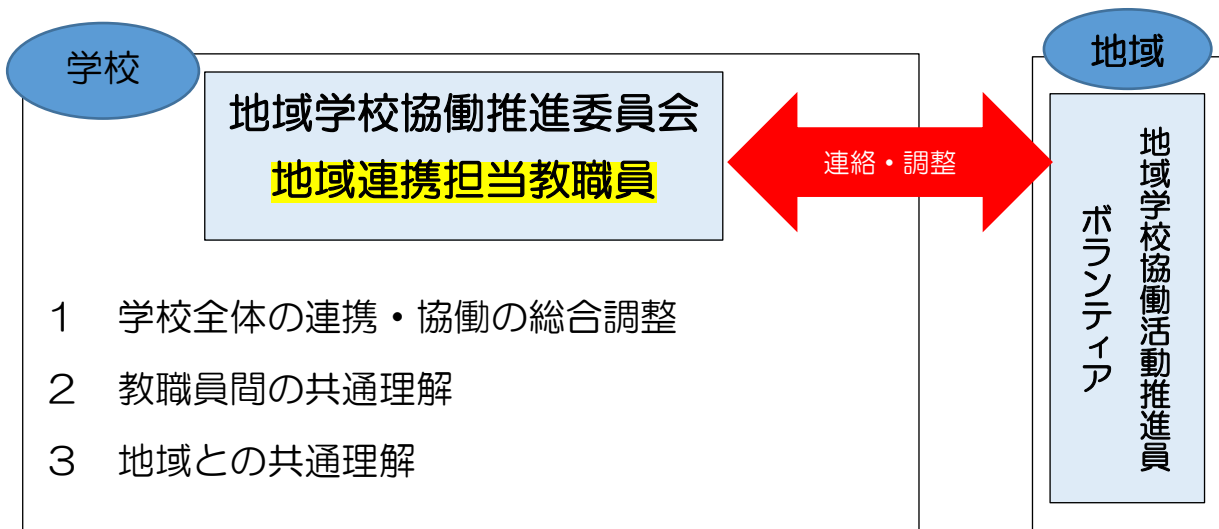 学校
地域学校協働推進委員会
地域連携担当教職員
連絡・調整
地域
地域学校協働活動推進員
ボランティア
１　学校全体の連携・協働の総合調整
２　教職員間の共通理解
３　地域との共通理解